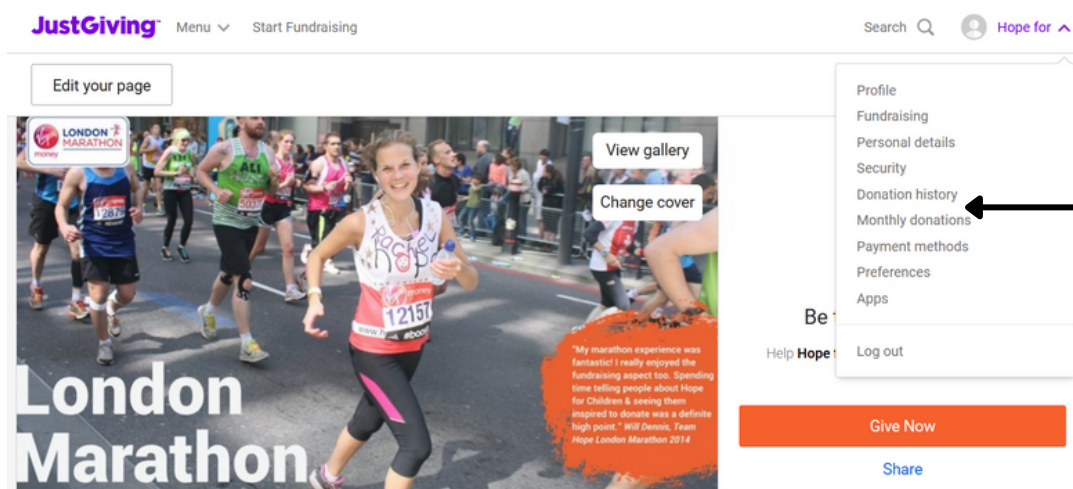 JustGiving
Menu
Start Fundraising
Search
Hope for
Edit your page
Profile
Fundraising
Personal details
Security
Donation history
Monthly donations
Payment methods
Preferences
Apps
Log out
Virgin money
LONDON
MARATHON
View gallery
Change cover
ALI
Rachel
12157
#boost
London
Marathon
"My marathon experience was
fantastic! I really enjoyed the
fundraising aspect too. Spending
time telling people about Hope
for Children & seeing them
inspired to donate was a definite
high point." Will Dennis, Team
Hope London Marathon 2014
Be
Help Hope
Give Now
Share